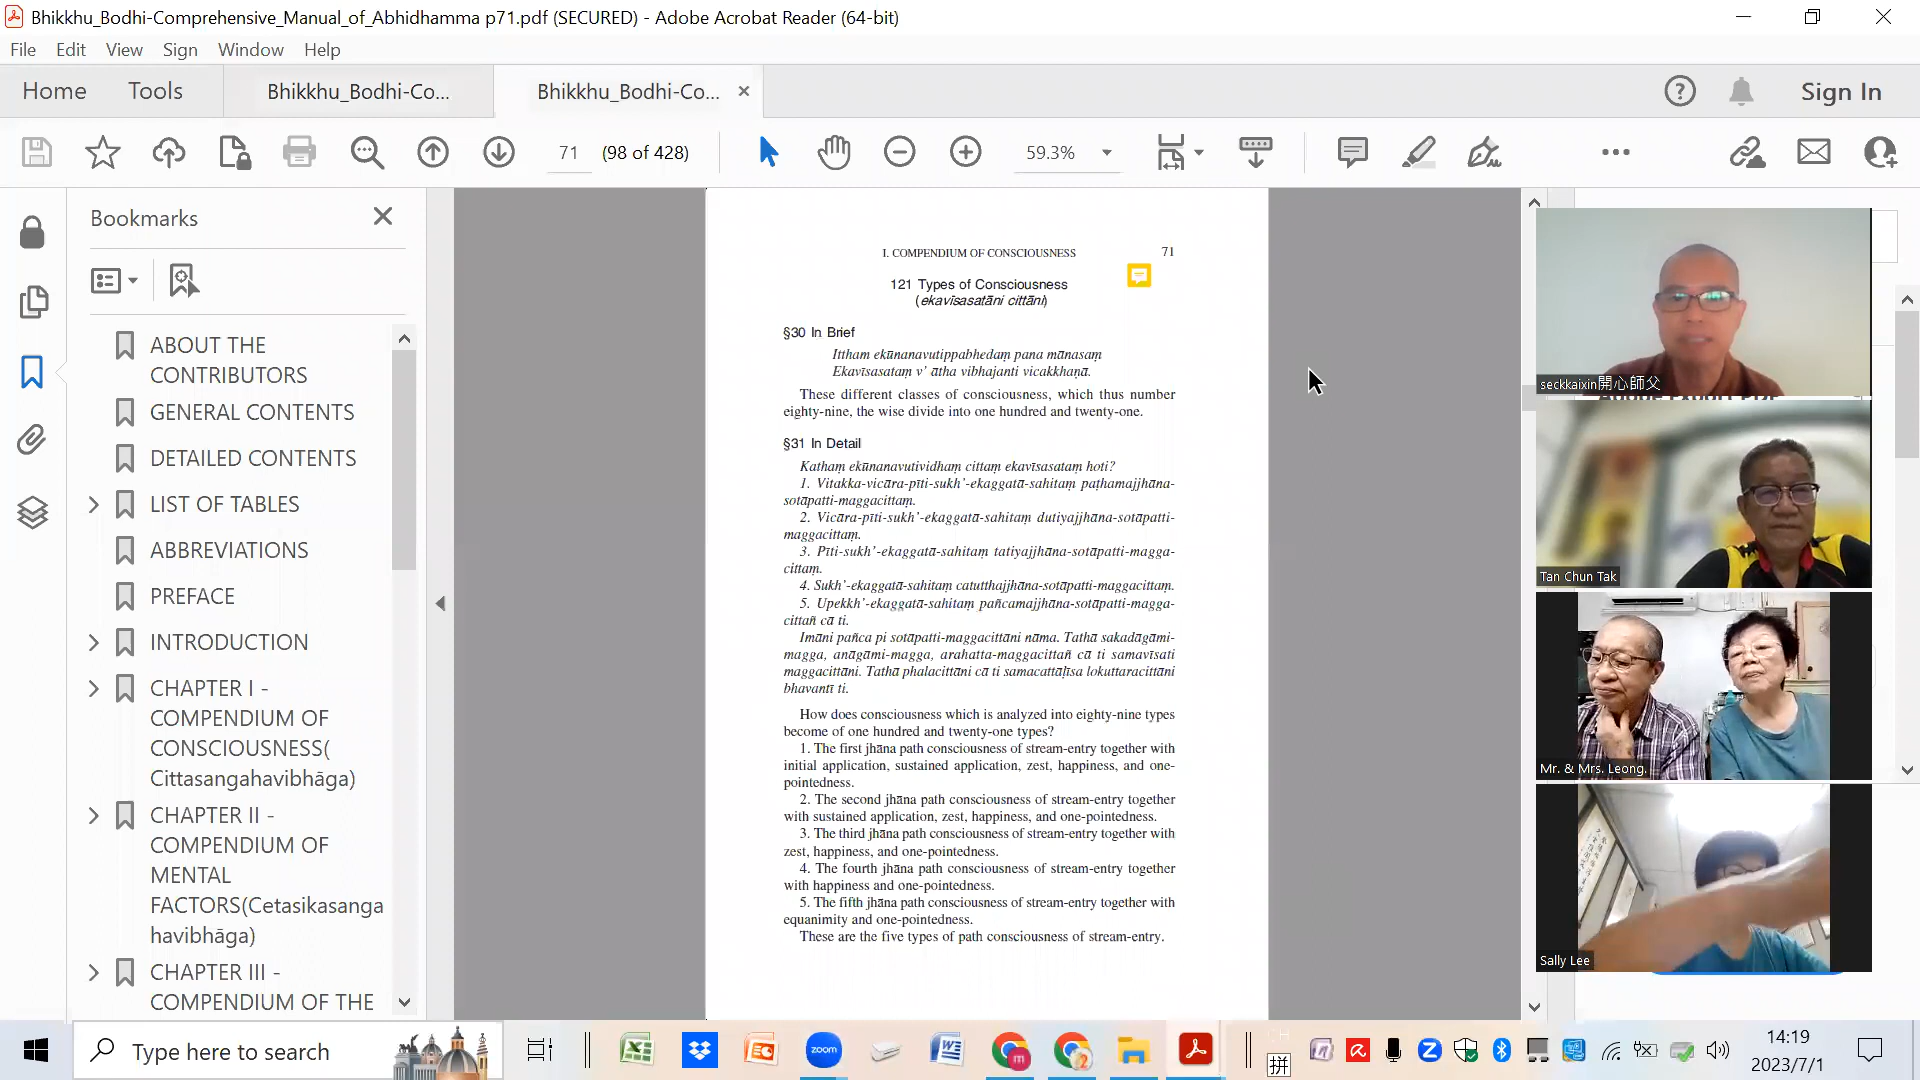 Bhikkhu_Bodhi-Comprehensive_Manual_of_Abhidhamma p71.pdf (SECURED) - Adobe Acrobat Reader (64-bit)
File Edit View Sign Window Help
Home Tools Bhikkhu_Bodhi-Co... Bhikkhu_Bodhi-Co... Sign In
71 (98 of 428) 59.3%
Bookmarks
ABOUT THE
CONTRIBUTORS
GENERAL CONTENTS
DETAILED CONTENTS
LIST OF TABLES
ABBREVIATIONS
PREFACE
INTRODUCTION
CHAPTER I -
COMPENDIUM OF
CONSCIOUSNESS(
Cittasangahavibhāga)
CHAPTER II -
COMPENDIUM OF
MENTAL
FACTORS(Cetasikasanga
havibhāga)
CHAPTER III -
COMPENDIUM OF THE
I. COMPENDIUM OF CONSCIOUSNESS 71
121 Types of Consciousness
(ekavīsasatāni cittāni)
§30 In Brief
Ittham ekūnanavutippabhedaṃ pana mānasaṃ
Ekavīsasataṃ v' ātha vibhajanti vicakkhaṇā.
These different classes of consciousness, which thus number
eighty-nine, the wise divide into one hundred and twenty-one.
§31 In Detail
Kathaṃ ekūnanavutividhaṃ cittaṃ ekavīsasataṃ hoti?
1. Vitakka-vicāra-pīti-sukh'-ekaggatā-sahitaṃ paṭhamajjhāna-
sotāpatti-maggacittaṃ.
2. Vicāra-pīti-sukh'-ekaggatā-sahitaṃ dutiyajjhāna-sotāpatti-
maggacittaṃ.
3. Pīti-sukh'-ekaggatā-sahitaṃ tatiyajjhāna-sotāpatti-magga-
cittaṃ.
4. Sukh'-ekaggatā-sahitaṃ catutthajjhāna-sotāpatti-maggacittaṃ.
5. Upekkh'-ekaggatā-sahitaṃ pañcamajjhāna-sotāpatti-magga-
cittañ cā ti.
Imāni pañca pi sotāpatti-maggacittāni nāma. Tathā sakadāgāmi-
magga, anāgāmi-magga, arahatta-maggacittañ cā ti samavīsati
maggacittāni. Tathā phalacittāni cā ti samacattāḷīsa lokuttaracittāni
bhavantī ti.
How does consciousness which is analyzed into eighty-nine types
become of one hundred and twenty-one types?
1. The first jhāna path consciousness of stream-entry together with
initial application, sustained application, zest, happiness, and one-
pointedness.
2. The second jhāna path consciousness of stream-entry together
with sustained application, zest, happiness, and one-pointedness.
3. The third jhāna path consciousness of stream-entry together with
zest, happiness, and one-pointedness.
4. The fourth jhāna path consciousness of stream-entry together
with happiness and one-pointedness.
5. The fifth jhāna path consciousness of stream-entry together with
equanimity and one-pointedness.
These are the five types of path consciousness of stream-entry.
seckkaixin開心師父
Tan Chun Tak
Mr. & Mrs. Leong.
Sally Lee
Type here to search
zoom
拼
14:19
2023/7/1